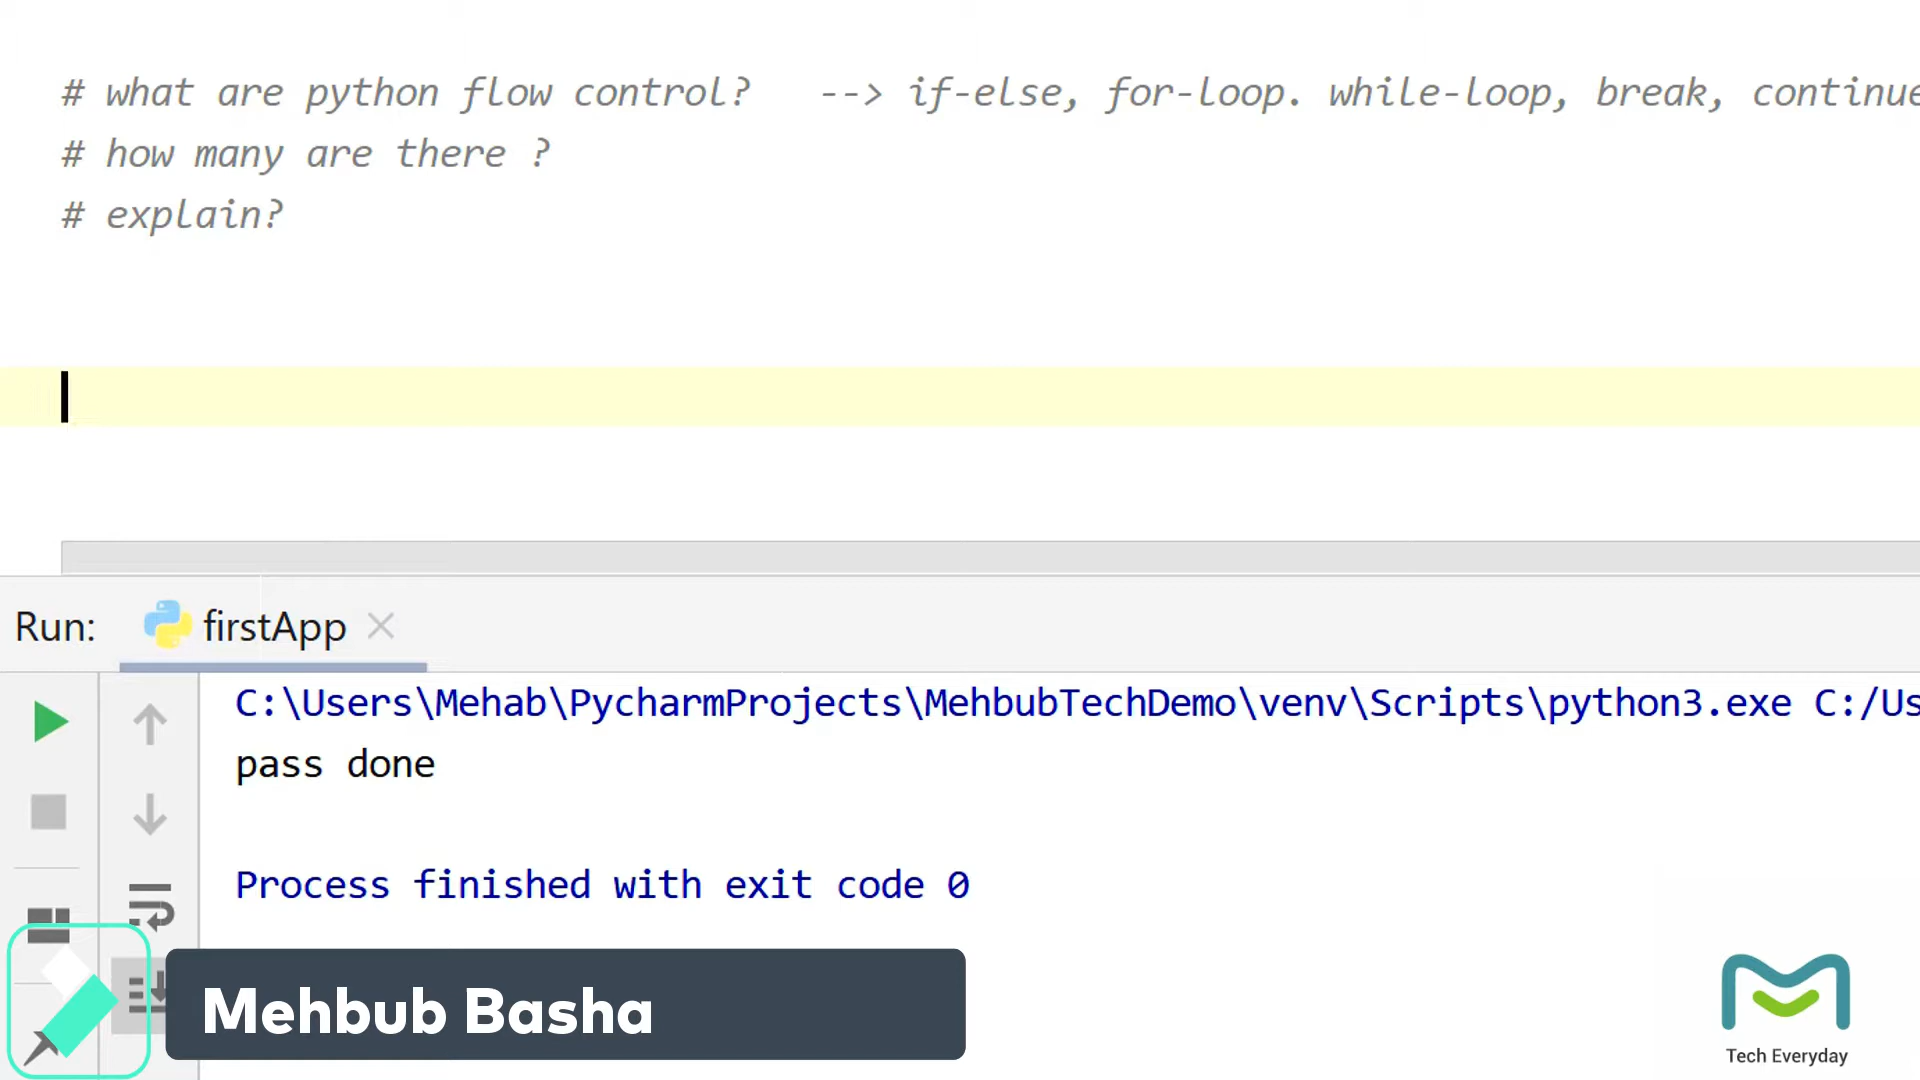 # what are python flow control?   --> if-else, for-loop. while-loop, break, continue
# how many are there ?
# explain?
Run: firstApp
C:\Users\Mehab\PycharmProjects\MehbubTechDemo\venv\Scripts\python3.exe C:/Us
pass done
Process finished with exit code 0
Mehbub Basha
Tech Everyday